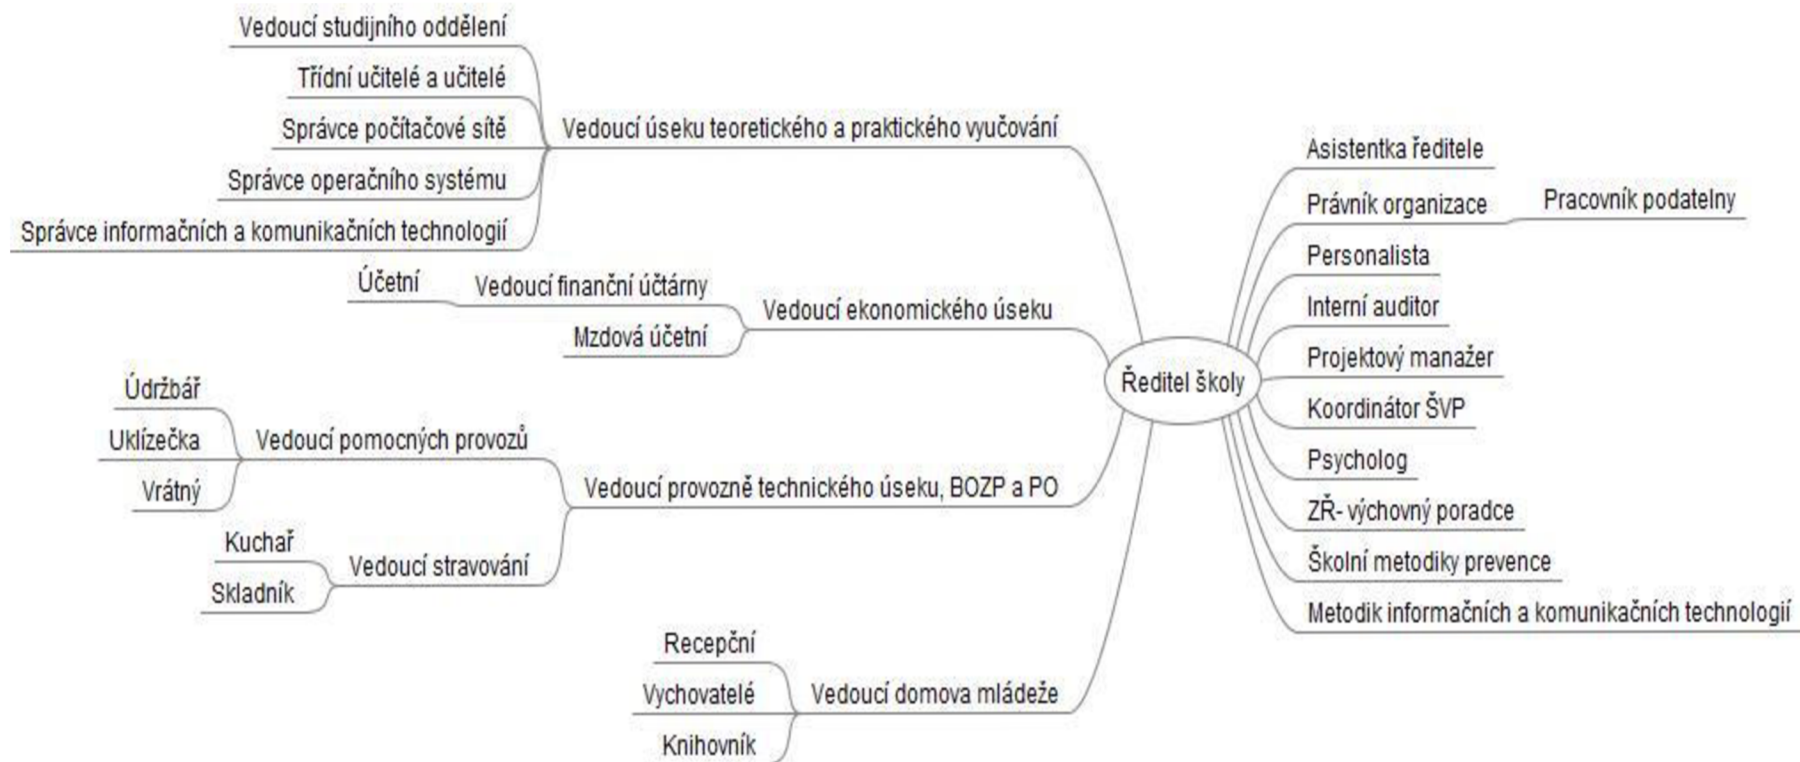 Vedoucí studijního oddělení
Třídní učitelé a učitelé
Správce počítačové sítě
Správce operačního systému
Správce informačních a komunikačních technologií
Vedoucí úseku teoretického a praktického vyučování
Účetní
Vedoucí finanční účtárny
Mzdová účetní
Vedoucí ekonomického úseku
Údržbář
Uklízečka
Vrátný
Vedoucí pomocných provozů
Kuchař
Skladník
Vedoucí stravování
Vedoucí provozně technického úseku, BOZP a PO
Recepční
Vychovatelé
Knihovník
Vedoucí domova mládeže
Ředitel školy
Asistentka ředitele
Právník organizace
Pracovník podatelny
Personalista
Interní auditor
Projektový manažer
Koordinátor ŠVP
Psycholog
ZŘ- výchovný poradce
Školní metodiky prevence
Metodik informačních a komunikačních technologií